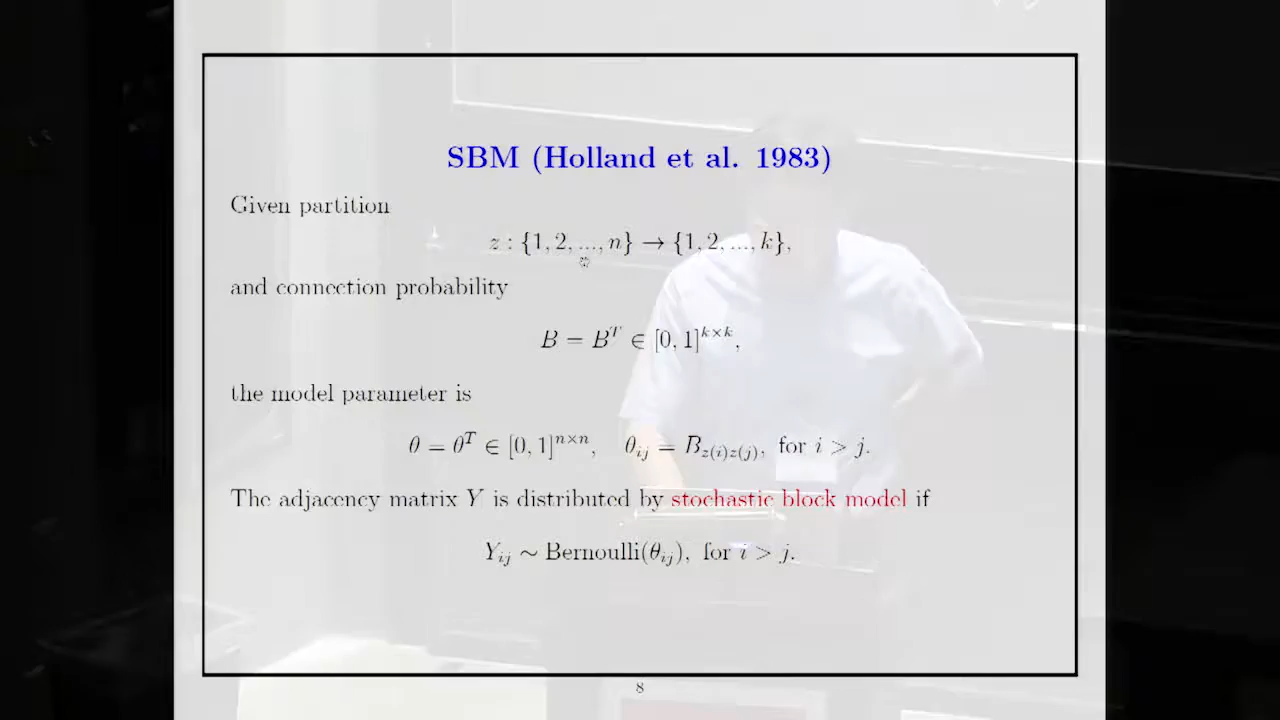 SBM (Holland et al. 1983)
Given partition
z : {1, 2, ..., n} → {1, 2, ..., k},
and connection probability
B = B^T ∈ [0, 1]^{k×k},
the model parameter is
θ = θ^T ∈ [0, 1]^{n×n}, θ_{ij} = B_{z(i)z(j)}, for i > j.
The adjacency matrix Y is distributed by stochastic block model if
Y_{ij} ∼ Bernoulli(θ_{ij}), for i > j.
8